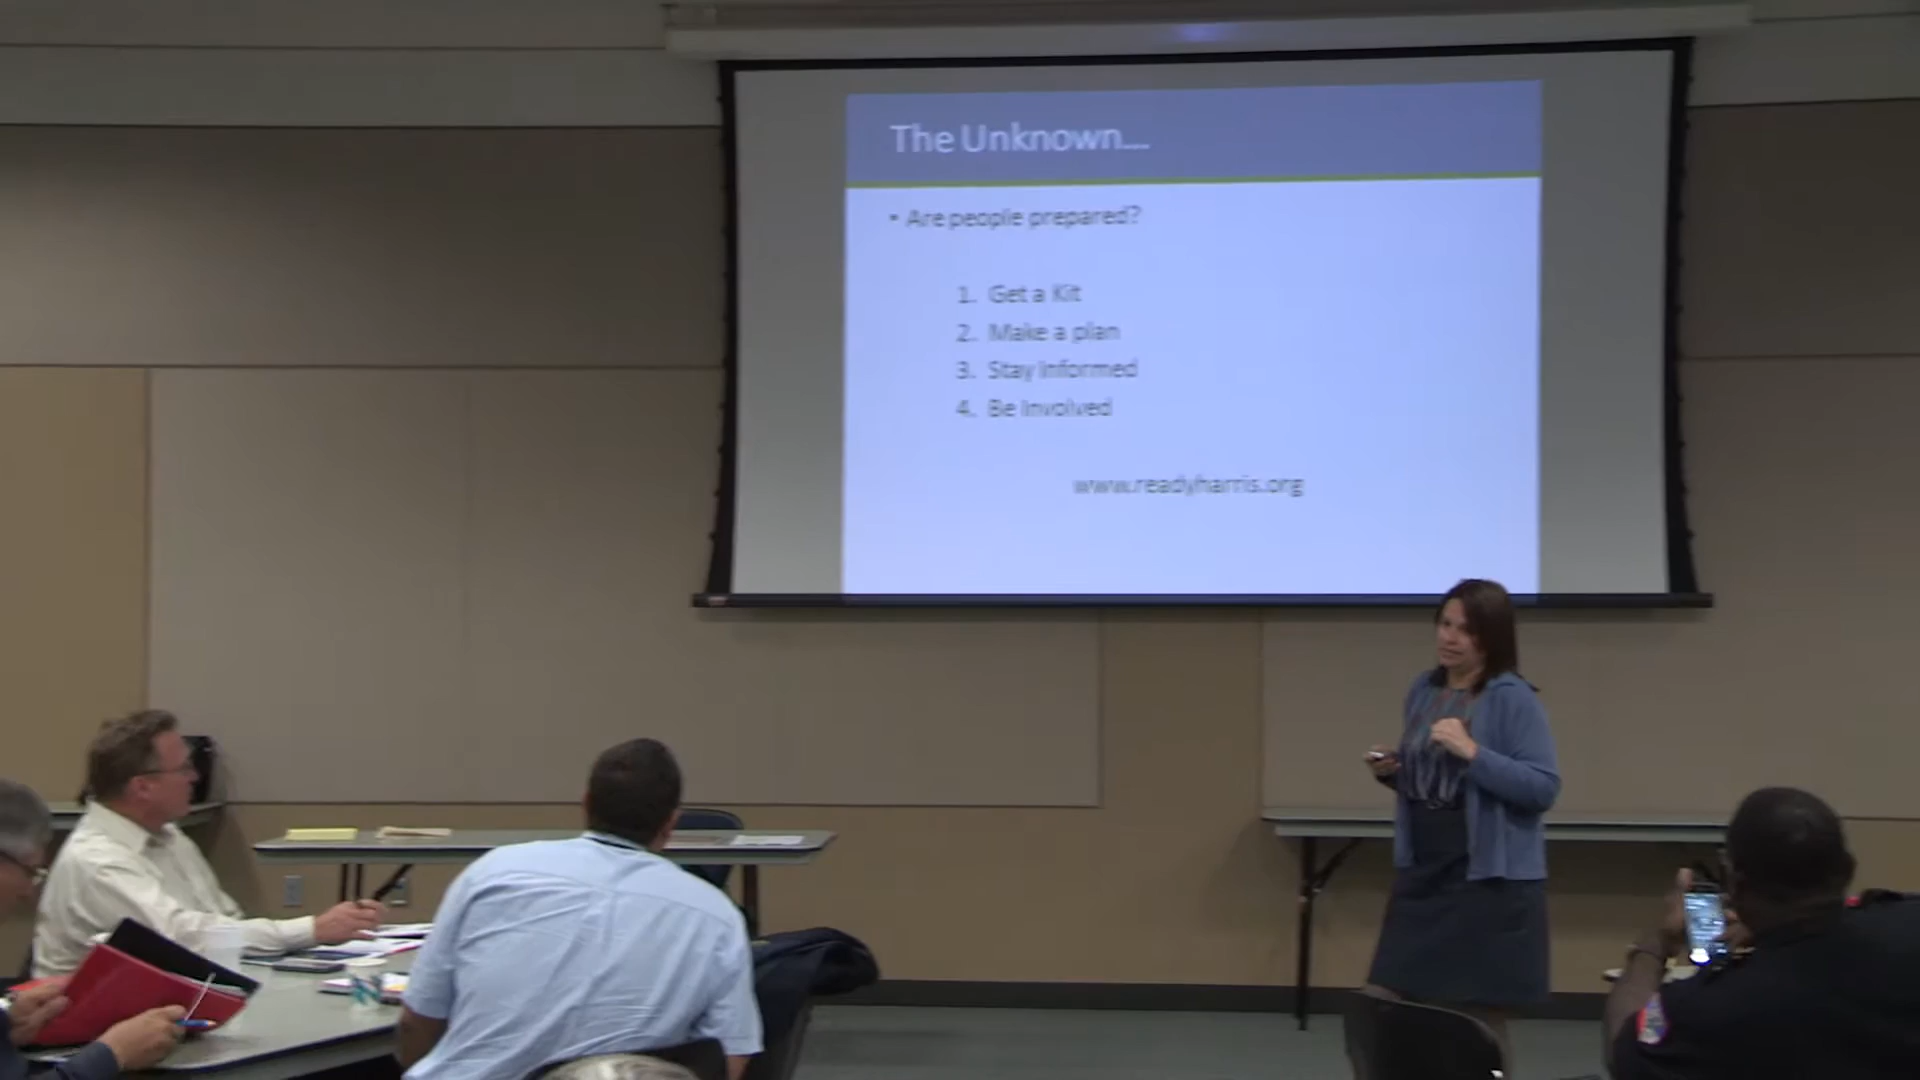 The Unknown...
• Are people prepared?
1. Get a Kit
2. Make a plan
3. Stay Informed
4. Be Involved
www.readyharris.org